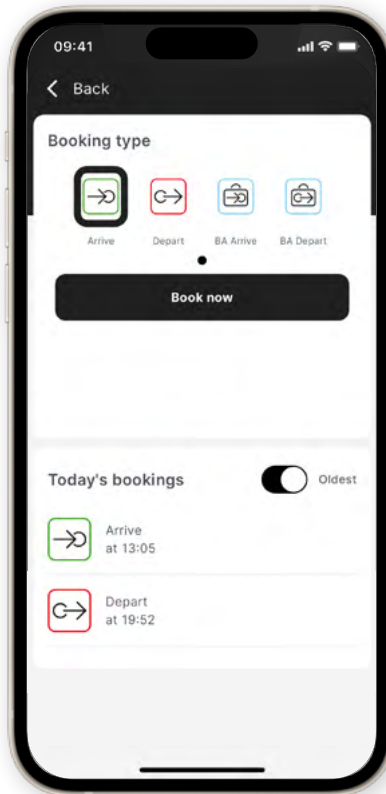 09:41
Back
Booking type
Arrive
Depart
BA Arrive
BA Depart
Book now
Today's bookings
Oldest
Arrive
at 13:05
Depart
at 19:52